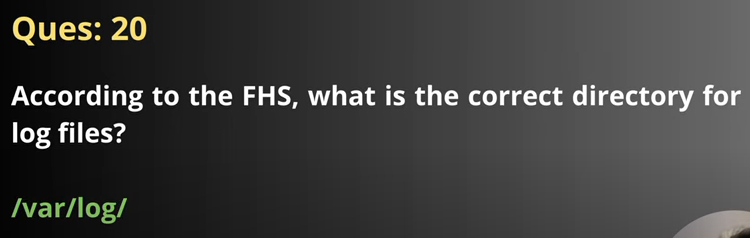 Ques: 20
According to the FHS, what is the correct directory for
log files?
/var/log/